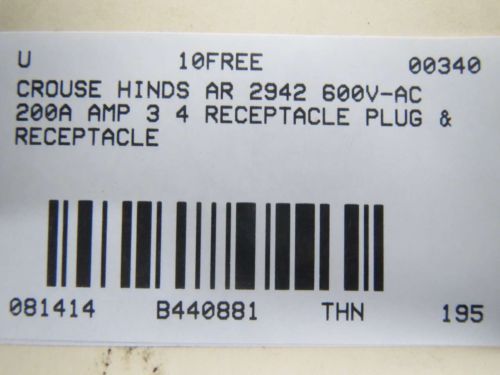 U 10FREE 00340
CROUSE HINDS AR 2942 600V-AC
200A AMP 3 4 RECEPTACLE PLUG &
RECEPTACLE
081414 B440881 THN 195